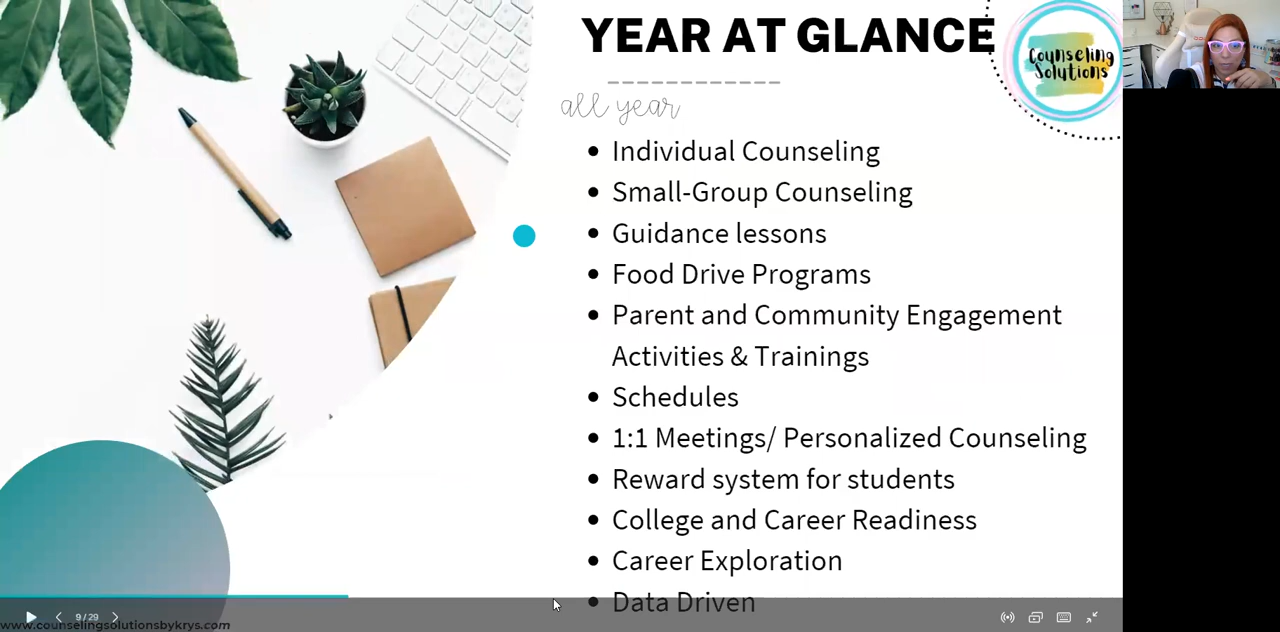 YEAR AT GLANCE
all year
Counseling
Solutions
Individual Counseling
Small-Group Counseling
Guidance lessons
Food Drive Programs
Parent and Community Engagement
Activities & Trainings
Schedules
1:1 Meetings/ Personalized Counseling
Reward system for students
College and Career Readiness
Career Exploration
Data Driven
9 / 29
www.counselingsolutionsbykrys.com